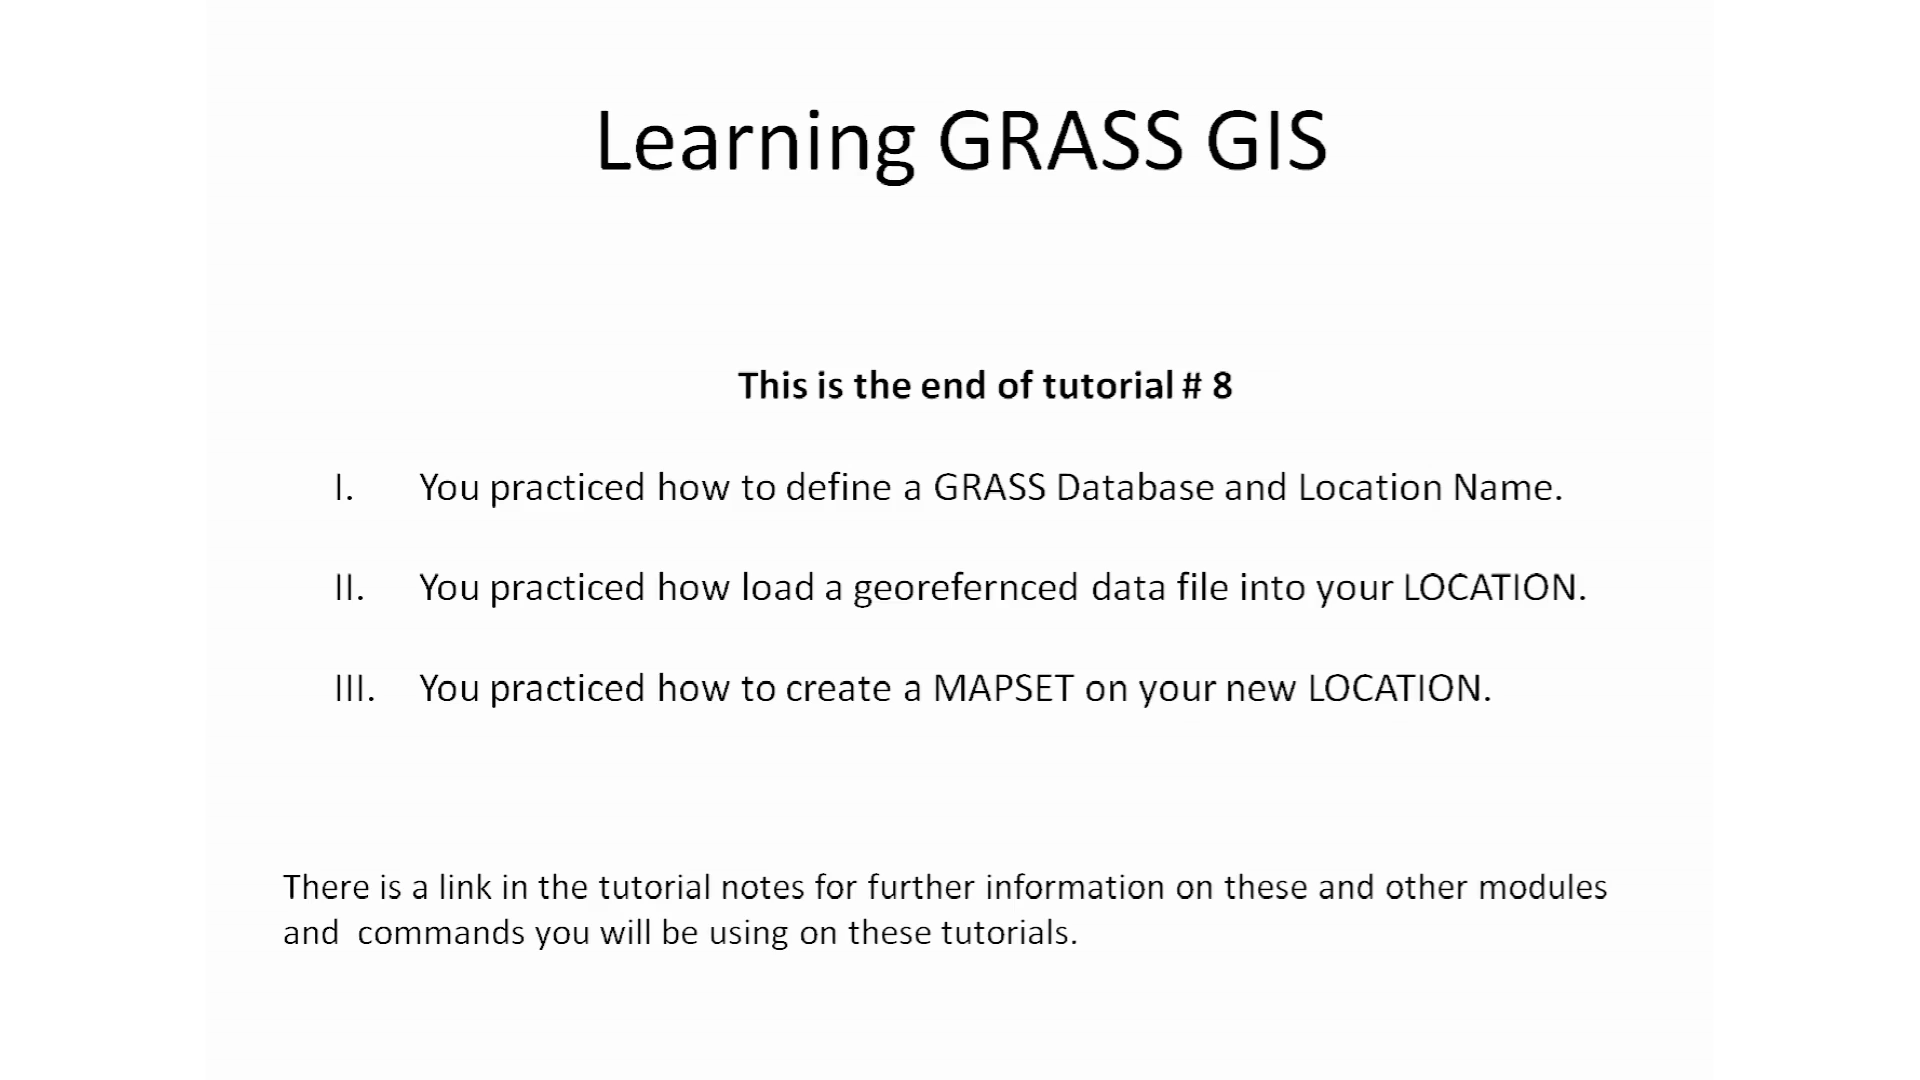 Learning GRASS GIS
This is the end of tutorial # 8
I. You practiced how to define a GRASS Database and Location Name.
II. You practiced how load a georefernced data file into your LOCATION.
III. You practiced how to create a MAPSET on your new LOCATION.
There is a link in the tutorial notes for further information on these and other modules
and  commands you will be using on these tutorials.